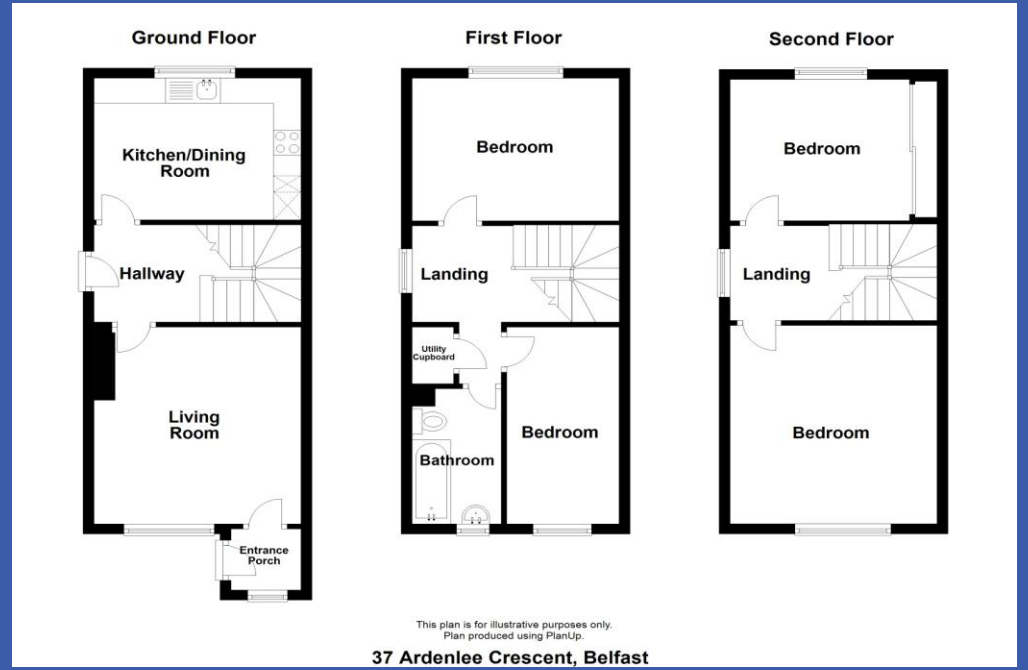 Ground Floor
Kitchen/Dining
Room
Hallway
Living
Room
Entrance
Porch
First Floor
Bedroom
Landing
Utility
Cupboard
Bedroom
Bathroom
Second Floor
Bedroom
Landing
Bedroom
This plan is for illustrative purposes only.
Plan produced using PlanUp.
37 Ardenlee Crescent, Belfast